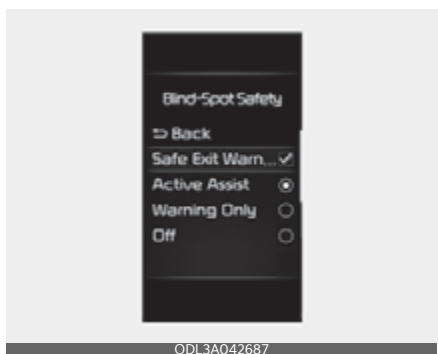 Blind-Spot Safety
Back
Safe Exit Warn...
Active Assist
Warning Only
Off
ODL3A042687